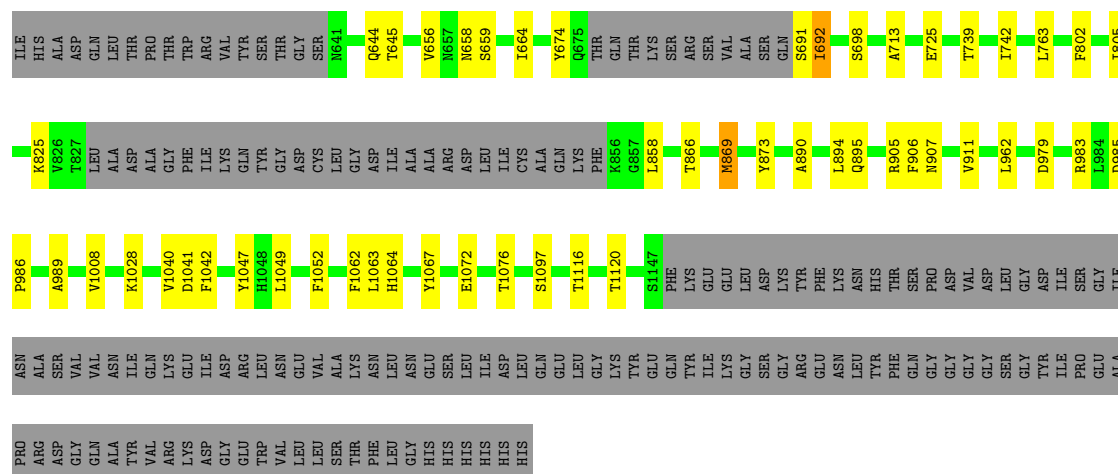 ILE HIS ALA ASP GLN LEU THR PRO THR TRP ARG VAL TYR SER THR GLY SER N641 Q644 T645 V656 N657 N658 S659 I664 Y674 Q675 THR GLN THR LYS SER ARG SER VAL ALA SER GLN S691 I692 S698 A713 E725 T739 I742 L763 F802 I805
K825 V826 T827 LEU ALA ASP ALA GLY PHE ILE LYS GLN TYR GLY ASP CYS LEU GLY ASP ILE ALA ALA ARG ASP LEU ILE CYS ALA GLN LYS PHE K856 G857 L858 T866 M869 Y873 A890 L894 Q895 R905 F906 N907 V911 L962 D979 R983 L984 D985
P986 A989 V1008 K1028 V1040 D1041 F1042 Y1047 H1048 L1049 F1052 F1062 L1063 H1064 Y1067 E1072 T1076 S1097 T1116 T1120 S1147 PHE LYS GLU GLU LEU ASP LYS TYR PHE LYS ASN HIS THR SER PRO ASP VAL ASP LEU GLY ASP ILE SER GLY ILE
ASN ALA SER VAL VAL ASN ILE GLN LYS GLU ILE ASP ARG LEU ASN GLU VAL ALA LYS ASN LEU ASN GLU SER LEU ILE ASP LEU GLN GLU LEU GLY LYS TYR GLU GLN TYR ILE LYS GLY SER GLY ARG GLU ASN LEU TYR PHE GLN GLY GLY GLY GLY SER GLY TYR ILE PRO GLU ALA
PRO ARG ASP GLY GLN ALA TYR VAL ARG LYS ASP GLY GLU TRP VAL LEU LEU SER THR PHE LEU GLY HIS HIS HIS HIS HIS HIS